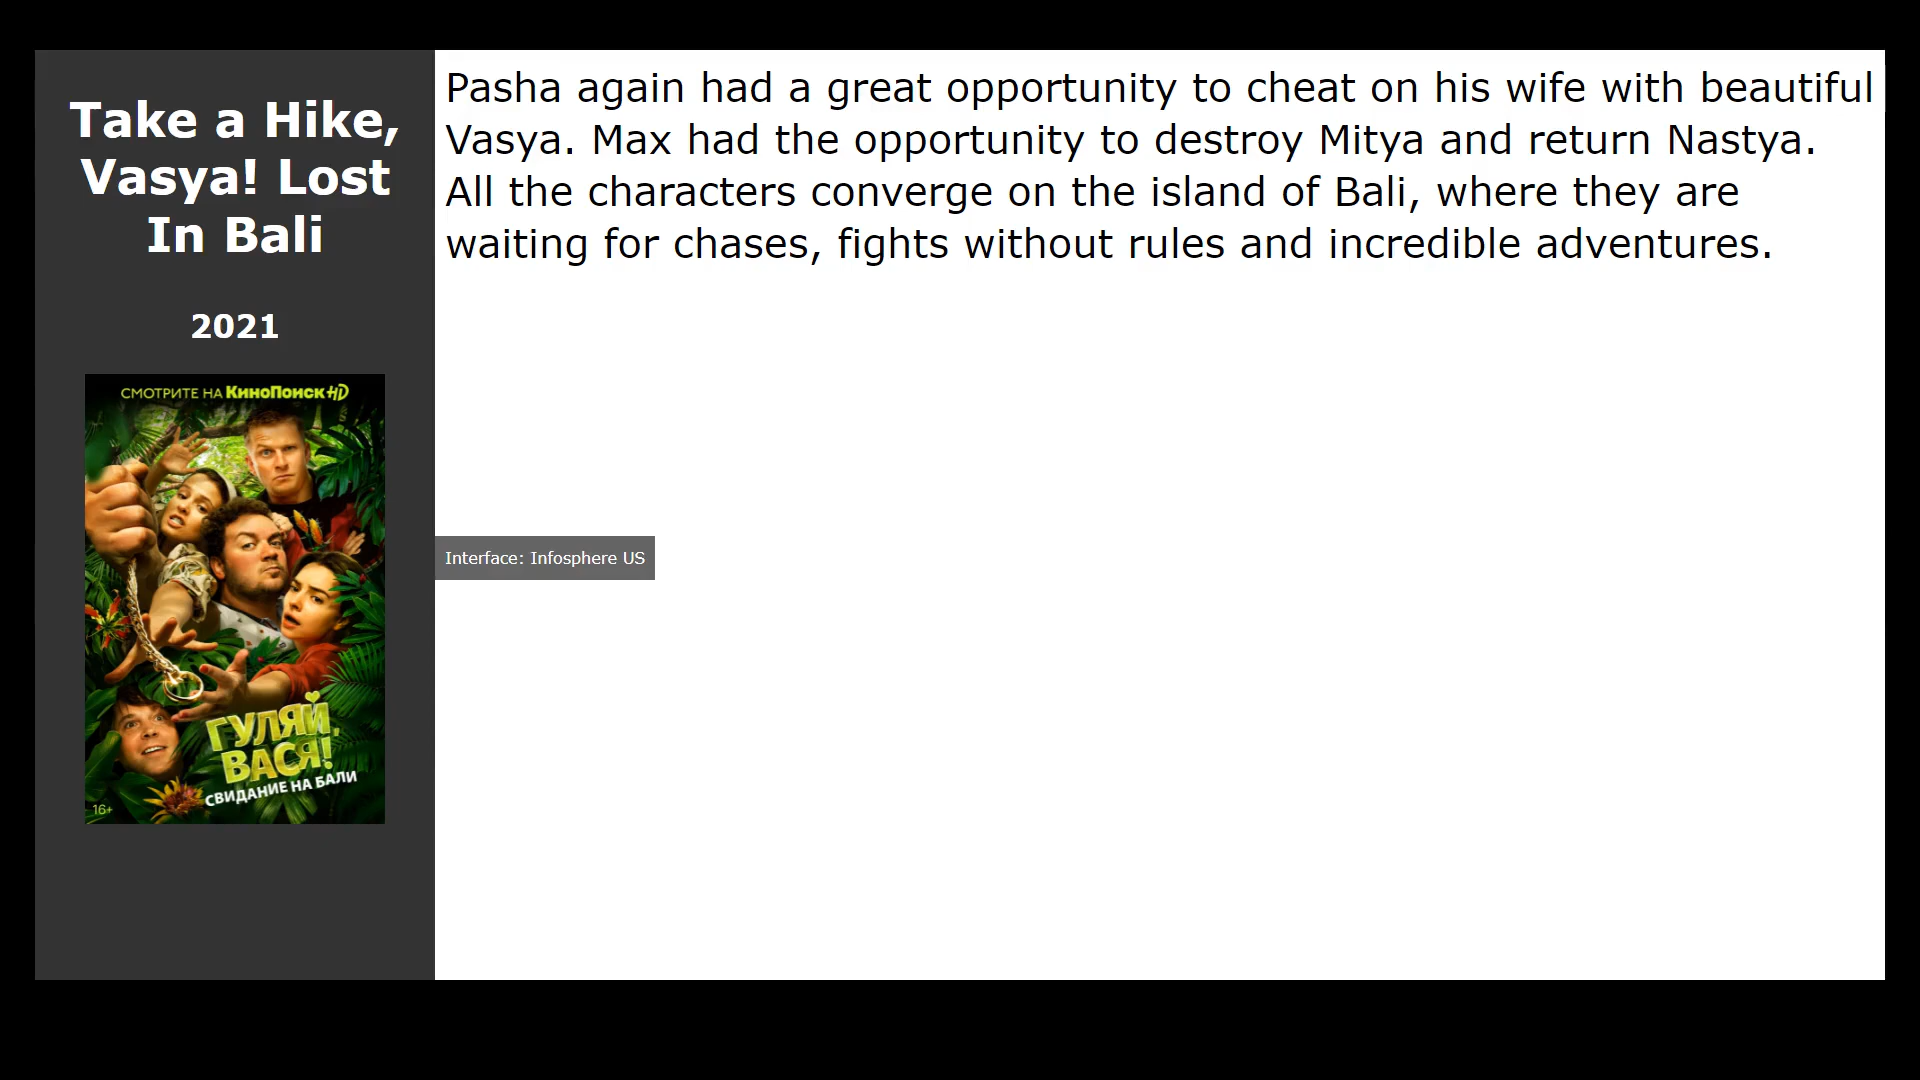 Take a Hike,
Vasya! Lost
In Bali
2021
СМОТРИТЕ НА КиноПоиск HD
ГУЛЯЙ,
ВАСЯ!
СВИДАНИЕ НА БАЛИ
16+
Pasha again had a great opportunity to cheat on his wife with beautiful
Vasya. Max had the opportunity to destroy Mitya and return Nastya.
All the characters converge on the island of Bali, where they are
waiting for chases, fights without rules and incredible adventures.
Interface: Infosphere US